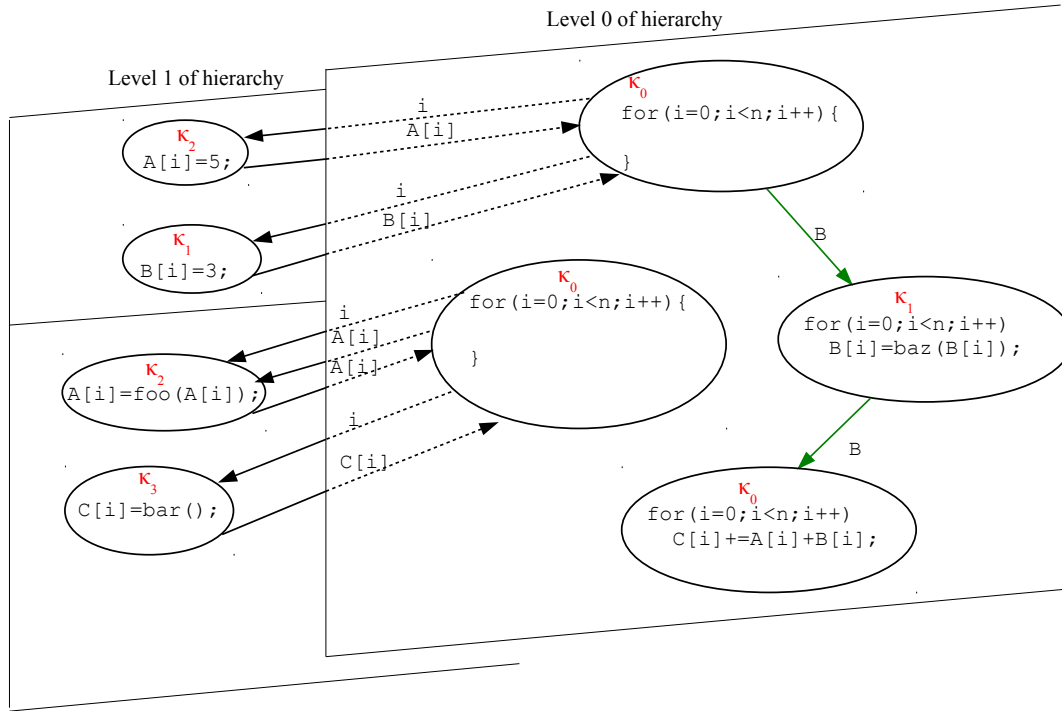 Level 0 of hierarchy
Level 1 of hierarchy
κ0
for(i=0;i<n;i++){
}
i
A[i]
κ2
A[i]=5;
i
B[i]
κ1
B[i]=3;
B
κ0
for(i=0;i<n;i++){
}
κ1
for(i=0;i<n;i++)
B[i]=baz(B[i]);
i
A[i]
A[i]
κ2
A[i]=foo(A[i]);
i
C[i]
κ3
C[i]=bar();
B
κ0
for(i=0;i<n;i++)
C[i]+=A[i]+B[i];